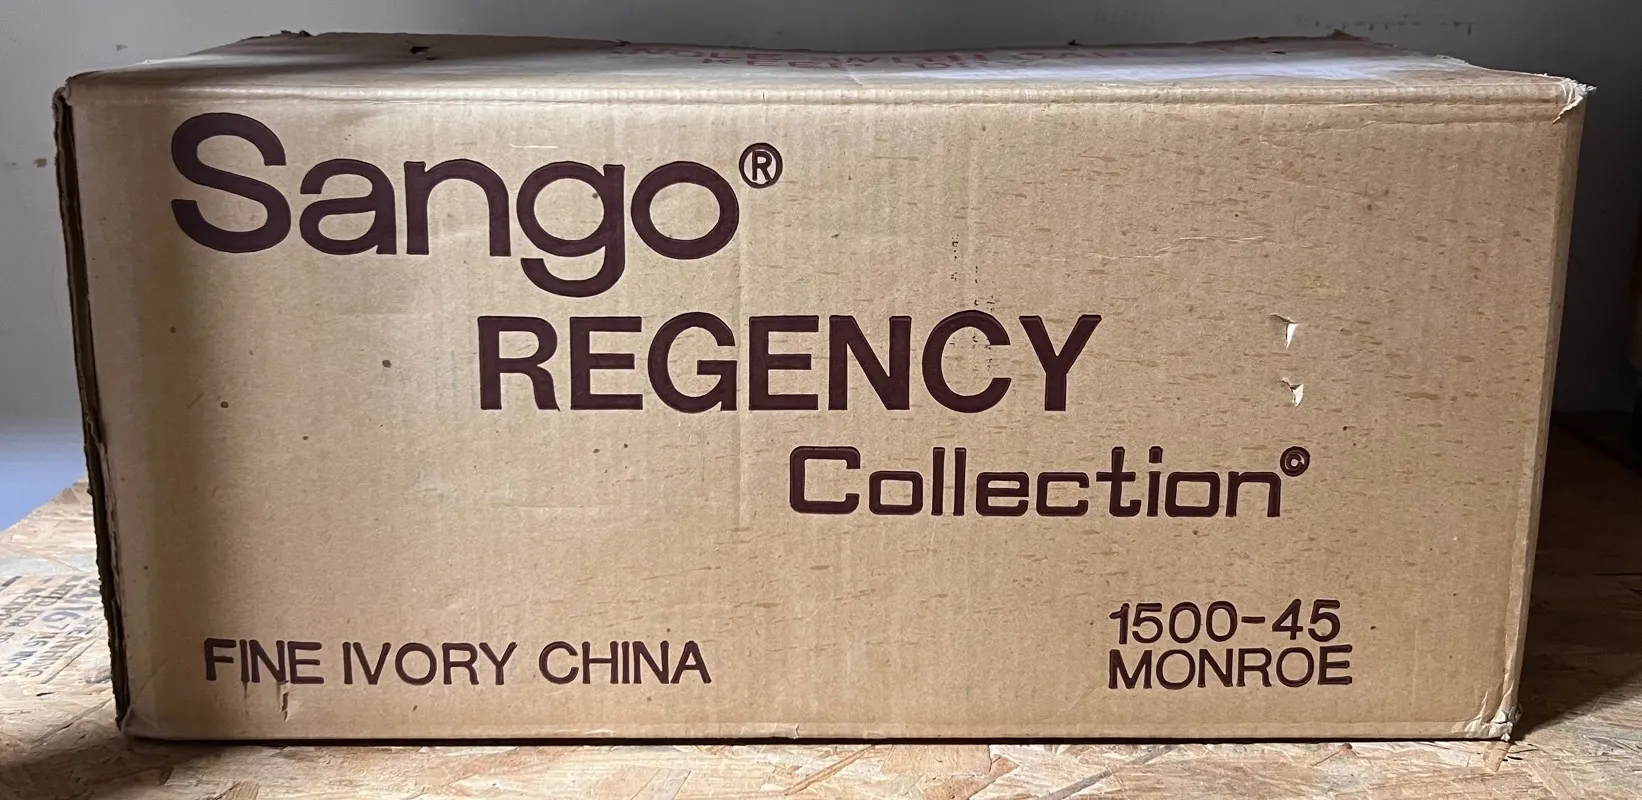 Sango®
REGENCY
Collection©
FINE IVORY CHINA
1500-45
MONROE